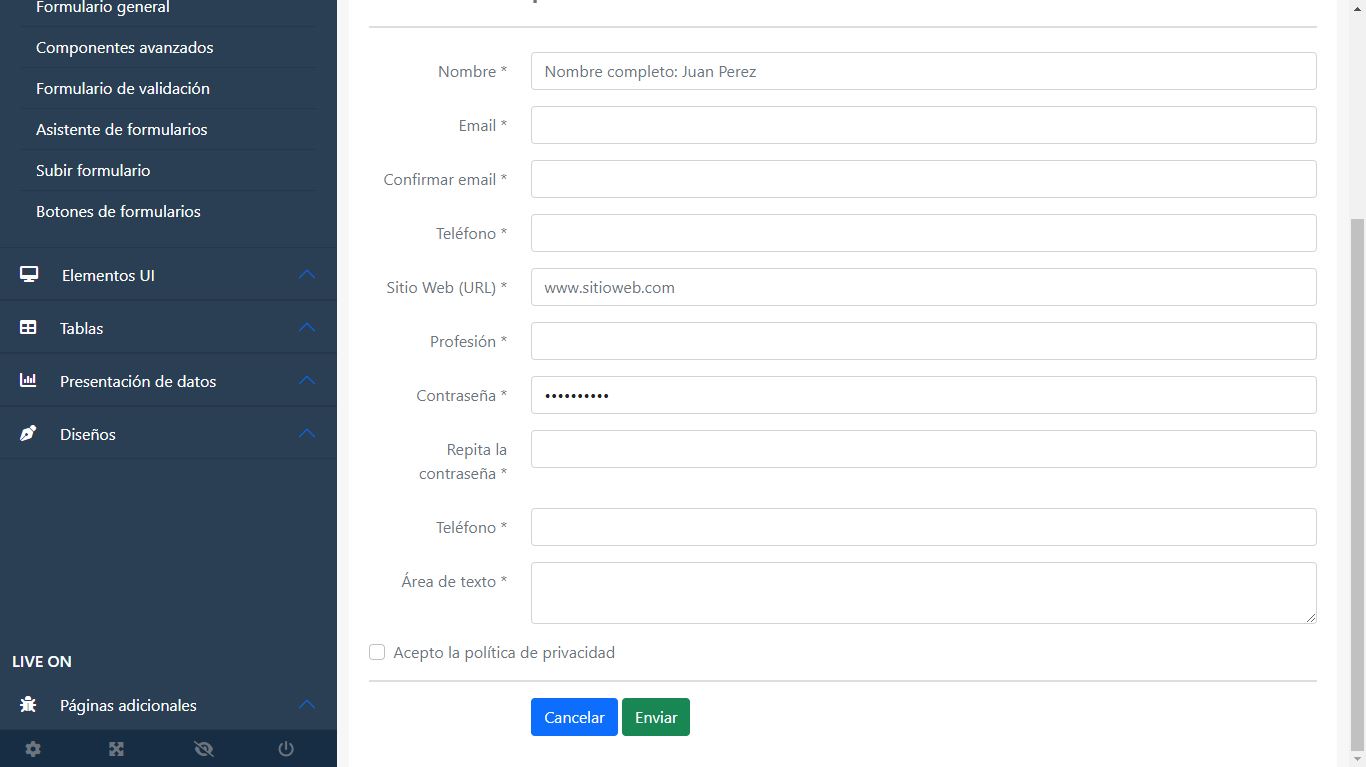 Formulario general
Componentes avanzados
Formulario de validación
Asistente de formularios
Subir formulario
Botones de formularios
Elementos UI
Tablas
Presentación de datos
Diseños
LIVE ON
Páginas adicionales
Nombre *
Nombre completo: Juan Perez
Email *
Confirmar email *
Teléfono *
Sitio Web (URL) *
www.sitioweb.com
Profesión *
Contraseña *
••••••••••
Repita la
contraseña *
Teléfono *
Área de texto *
Acepto la política de privacidad
Cancelar
Enviar